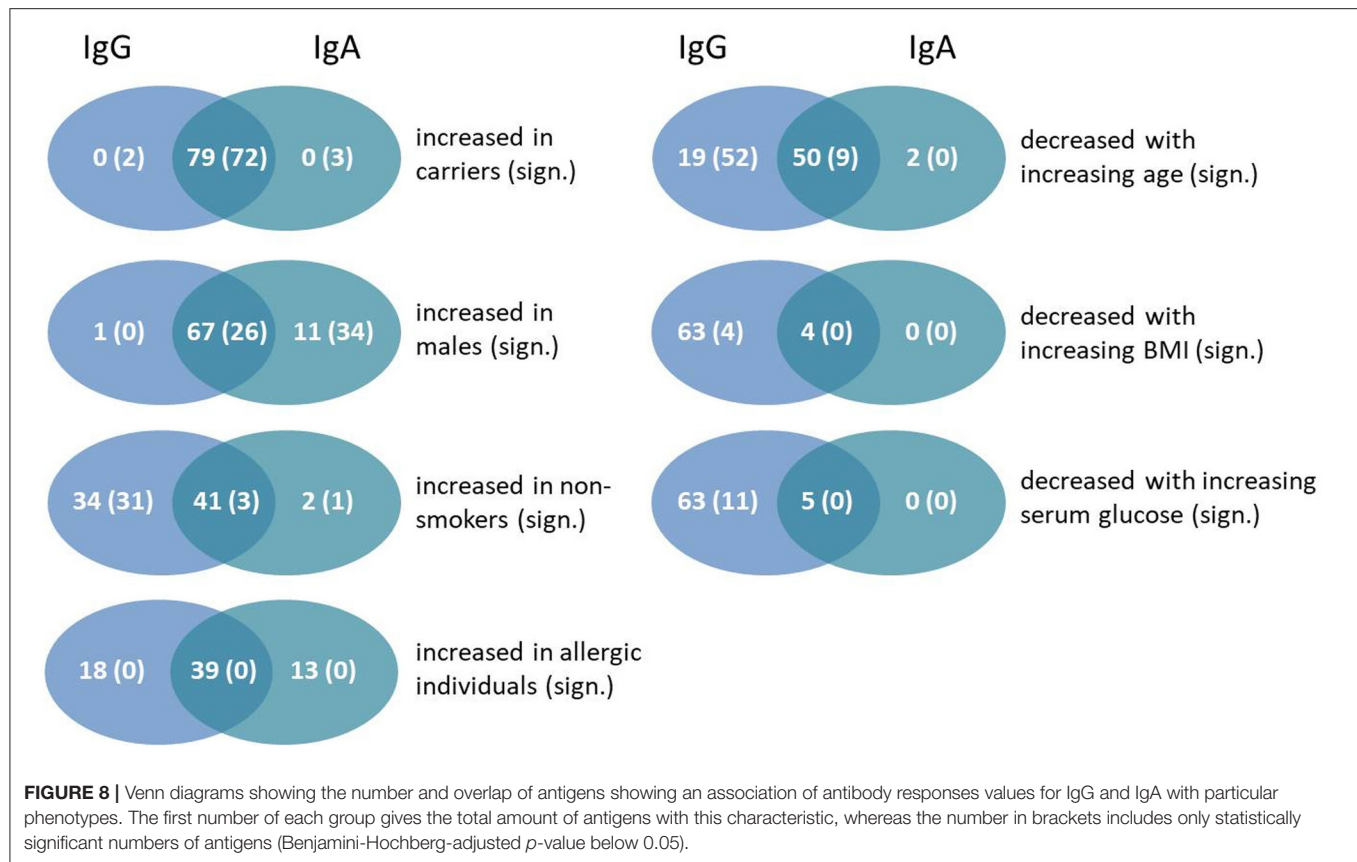 IgG IgA
0 (2) 79 (72) 0 (3)
increased in
carriers (sign.)
1 (0) 67 (26) 11 (34)
increased in
males (sign.)
34 (31) 41 (3) 2 (1)
increased in non-
smokers (sign.)
18 (0) 39 (0) 13 (0)
increased in allergic
individuals (sign.)
IgG IgA
19 (52) 50 (9) 2 (0)
decreased with
increasing age (sign.)
63 (4) 4 (0) 0 (0)
decreased with
increasing BMI (sign.)
63 (11) 5 (0) 0 (0)
decreased with increasing
serum glucose (sign.)
FIGURE 8 | Venn diagrams showing the number and overlap of antigens showing an association of antibody responses values for IgG and IgA with particular
phenotypes. The first number of each group gives the total amount of antigens with this characteristic, whereas the number in brackets includes only statistically
significant numbers of antigens (Benjamini-Hochberg-adjusted p-value below 0.05).